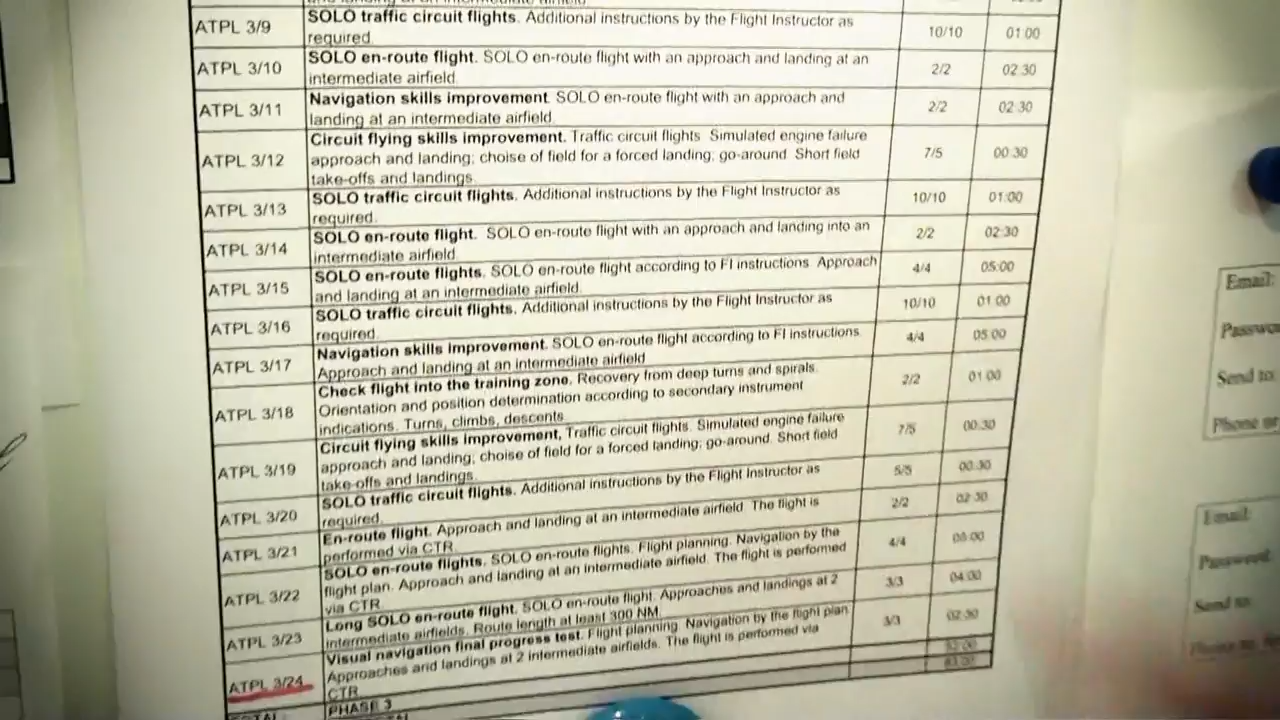 ATPL 3/9
SOLO traffic circuit flights. Additional instructions by the Flight Instructor as
required.
10/10
01:00
ATPL 3/10
SOLO en-route flight. SOLO en-route flight with an approach and landing at an
intermediate airfield.
2/2
02:30
ATPL 3/11
Navigation skills improvement. SOLO en-route flight with an approach and
landing at an intermediate airfield.
2/2
02:30
ATPL 3/12
Circuit flying skills improvement. Traffic circuit flights. Simulated engine failure
approach and landing; choise of field for a forced landing; go-around. Short field
take-offs and landings.
7/5
00:30
ATPL 3/13
SOLO traffic circuit flights. Additional instructions by the Flight Instructor as
required.
10/10
01:00
ATPL 3/14
SOLO en-route flight. SOLO en-route flight with an approach and landing into an
intermediate airfield.
2/2
02:30
ATPL 3/15
SOLO en-route flights. SOLO en-route flight according to FI instructions. Approach
and landing at an intermediate airfield.
4/4
05:00
ATPL 3/16
SOLO traffic circuit flights. Additional instructions by the Flight Instructor as
required.
10/10
01:00
ATPL 3/17
Navigation skills improvement. SOLO en-route flight according to FI instructions.
Approach and landing at an intermediate airfield
4/4
05:00
ATPL 3/18
Check flight into the training zone. Recovery from deep turns and spirals.
Orientation and position determination according to secondary instrument
indications. Turns, climbs, descents.
2/2
01:00
ATPL 3/19
Circuit flying skills improvement, Traffic circuit flights. Simulated engine failure
approach and landing; choise of field for a forced landing; go-around. Short field
take-offs and landings.
7/5
00:30
ATPL 3/20
SOLO traffic circuit flights. Additional instructions by the Flight Instructor as
required.
5/5
00:30
ATPL 3/21
En-route flight. Approach and landing at an intermediate airfield. The flight is
performed via CTR.
2/2
02:30
ATPL 3/22
SOLO en-route flights. SOLO en-route flights. Flight planning. Navigation by the
flight plan. Approach and landing at an intermediate airfield. The flight is performed
via CTR.
4/4
ATPL 3/23
Long SOLO en-route flight. SOLO en-route flight. Approaches and landings at 2
intermediate airfields. Route length at least 300 NM.
3/3
04:00
ATPL 3/24
Visual navigation final progress test. Flight planning. Navigation by the flight plan.
Approaches and landings at 2 intermediate airfields. The flight is performed via
CTR.
3/3
02:30
PHASE 3
Email:
Send to:
Phone or
Email:
Password:
Send to: